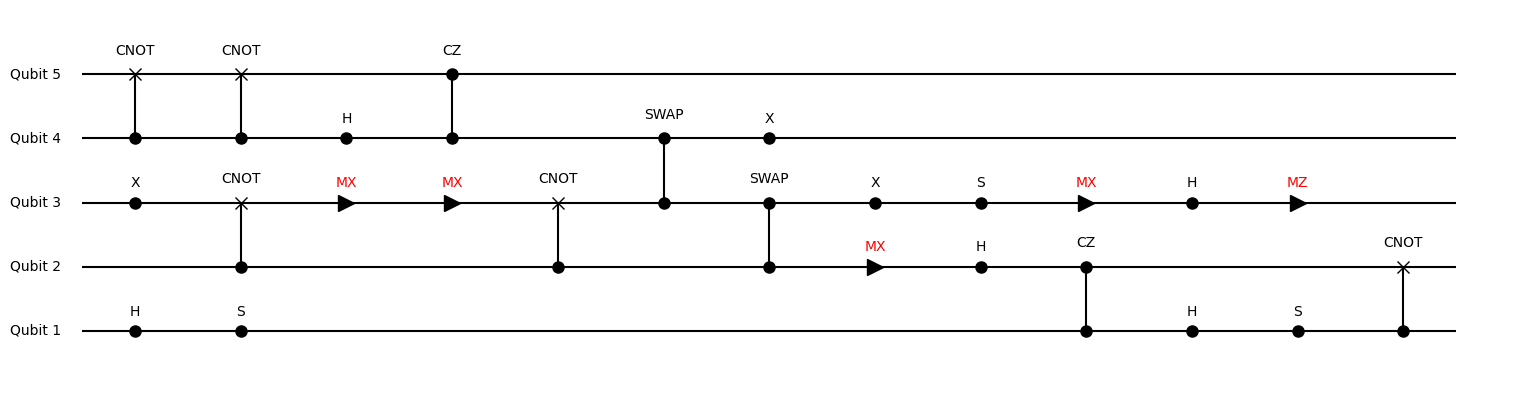 CNOT CNOT CZ
Qubit 5
H SWAP X
Qubit 4
X CNOT MX MX CNOT SWAP X S MX H MZ
Qubit 3
MX H CZ CNOT
Qubit 2
H S H S
Qubit 1